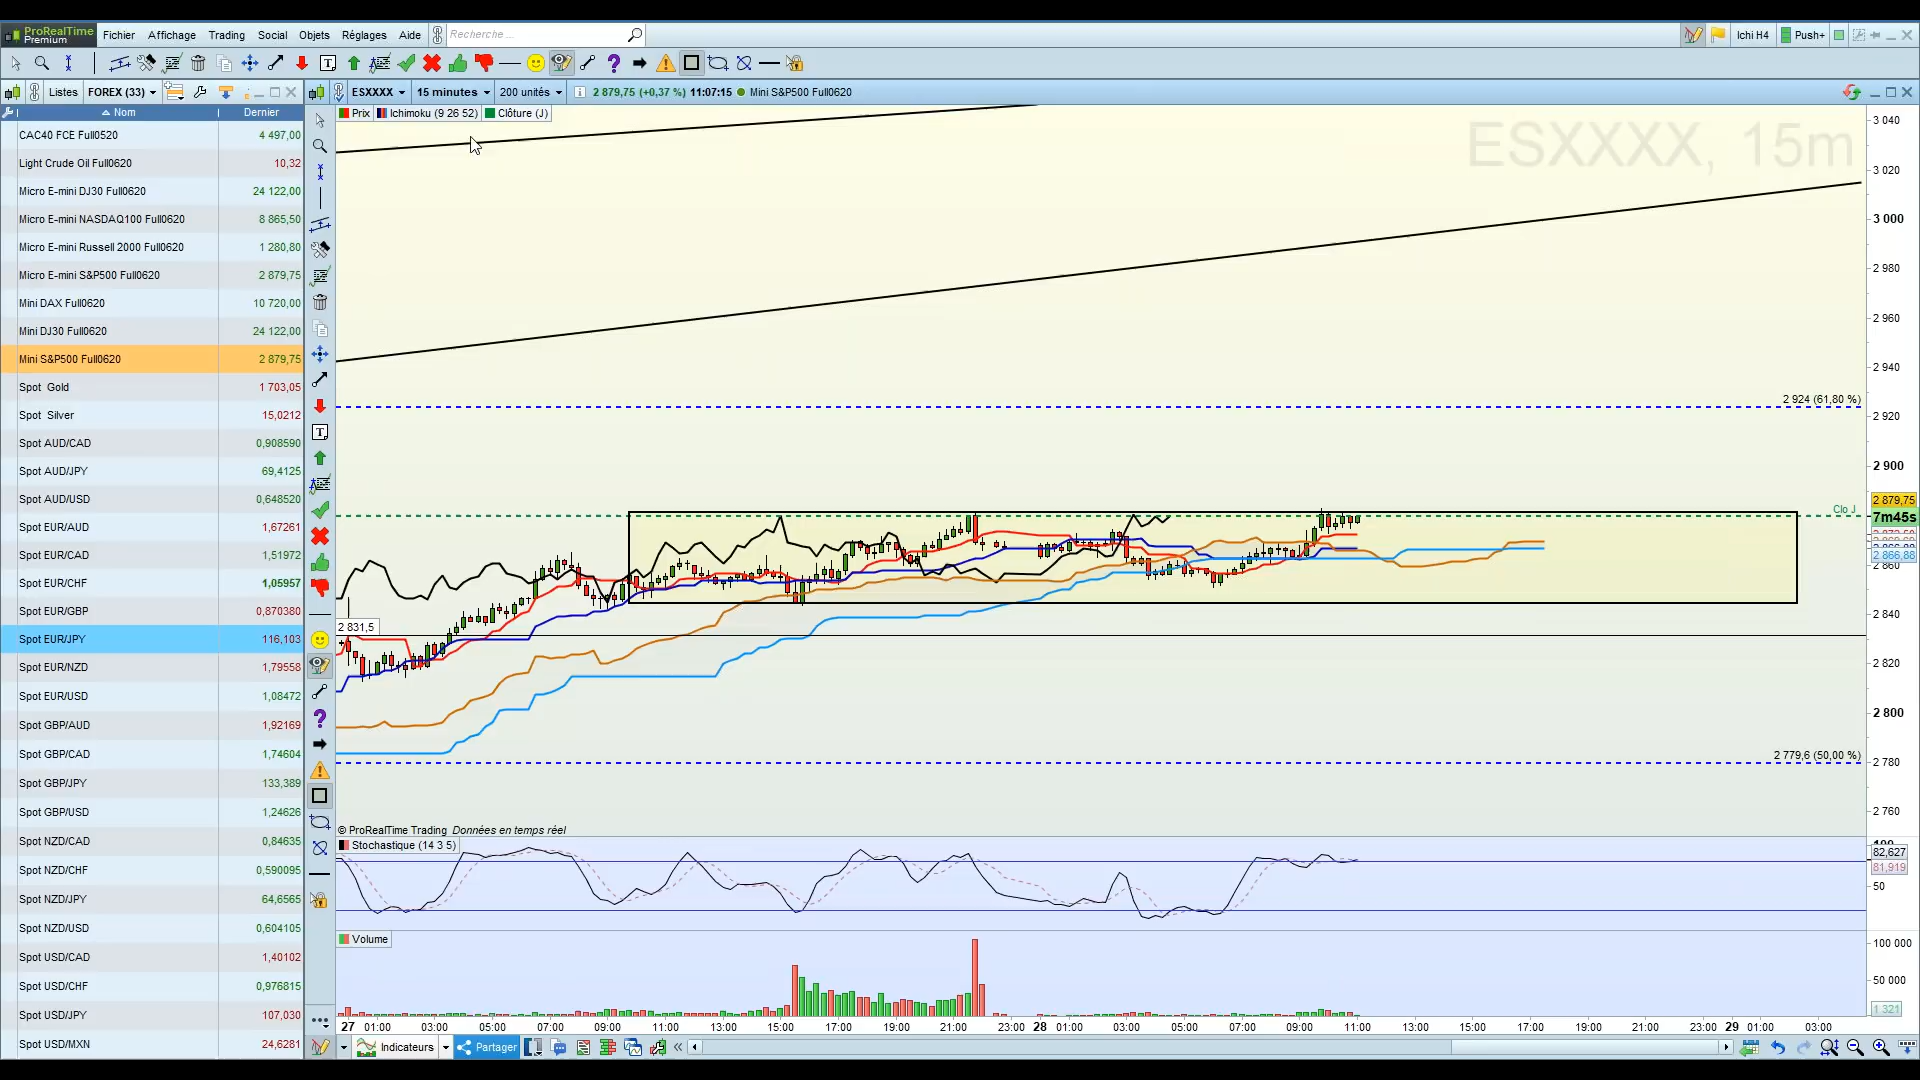 ProRealTime
Premium
Fichier Affichage Trading Social Objets Réglages Aide
Recherche...
Ichi H4
Push+
Listes FOREX (33)
ESXXXX 15 minutes 200 unités 2 879,75 (+0,37 %) 11:07:15 Mini S&P500 Full0620
Nom Dernier
Prix Ichimoku (9 26 52) Clôture (J)
ESXXXX, 15m
CAC40 FCE Full0520 4 497,00
Light Crude Oil Full0620 10,32
Micro E-mini DJ30 Full0620 24 122,00
Micro E-mini NASDAQ100 Full0620 8 865,50
Micro E-mini Russell 2000 Full0620 1 280,80
Micro E-mini S&P500 Full0620 2 879,75
Mini DAX Full0620 10 720,00
Mini DJ30 Full0620 24 122,00
Mini S&P500 Full0620 2 879,75
Spot Gold 1 703,05
Spot Silver 15,0212
Spot AUD/CAD 0,908590
Spot AUD/JPY 69,4125
Spot AUD/USD 0,648520
Spot EUR/AUD 1,67261
Spot EUR/CAD 1,51972
Spot EUR/CHF 1,05957
Spot EUR/GBP 0,870380
Spot EUR/JPY 116,103
Spot EUR/NZD 1,79558
Spot EUR/USD 1,08472
Spot GBP/AUD 1,92169
Spot GBP/CAD 1,74604
Spot GBP/JPY 133,389
Spot GBP/USD 1,24626
Spot NZD/CAD 0,84635
Spot NZD/CHF 0,590095
Spot NZD/JPY 64,6565
Spot NZD/USD 0,604105
Spot USD/CAD 1,40102
Spot USD/CHF 0,976815
Spot USD/JPY 107,030
Spot USD/MXN 24,6281
3 040
3 020
3 000
2 980
2 960
2 940
2 924 (61,80 %)
2 920
2 900
2 879,75
Clo J
7m45s
2 866,88
2 860
2 840
2 831,5
2 820
2 800
2 779,6 (50,00 %)
2 780
2 760
© ProRealTime Trading Données en temps réel
Stochastique (14 3 5)
82,627
81,919
50
Volume
100 000
50 000
1 321
27 01:00 03:00 05:00 07:00 09:00 11:00 13:00 15:00 17:00 19:00 21:00 23:00 28 01:00 03:00 05:00 07:00 09:00 11:00 13:00 15:00 17:00 19:00 21:00 23:00 29 01:00 03:00
Indicateurs
Partager